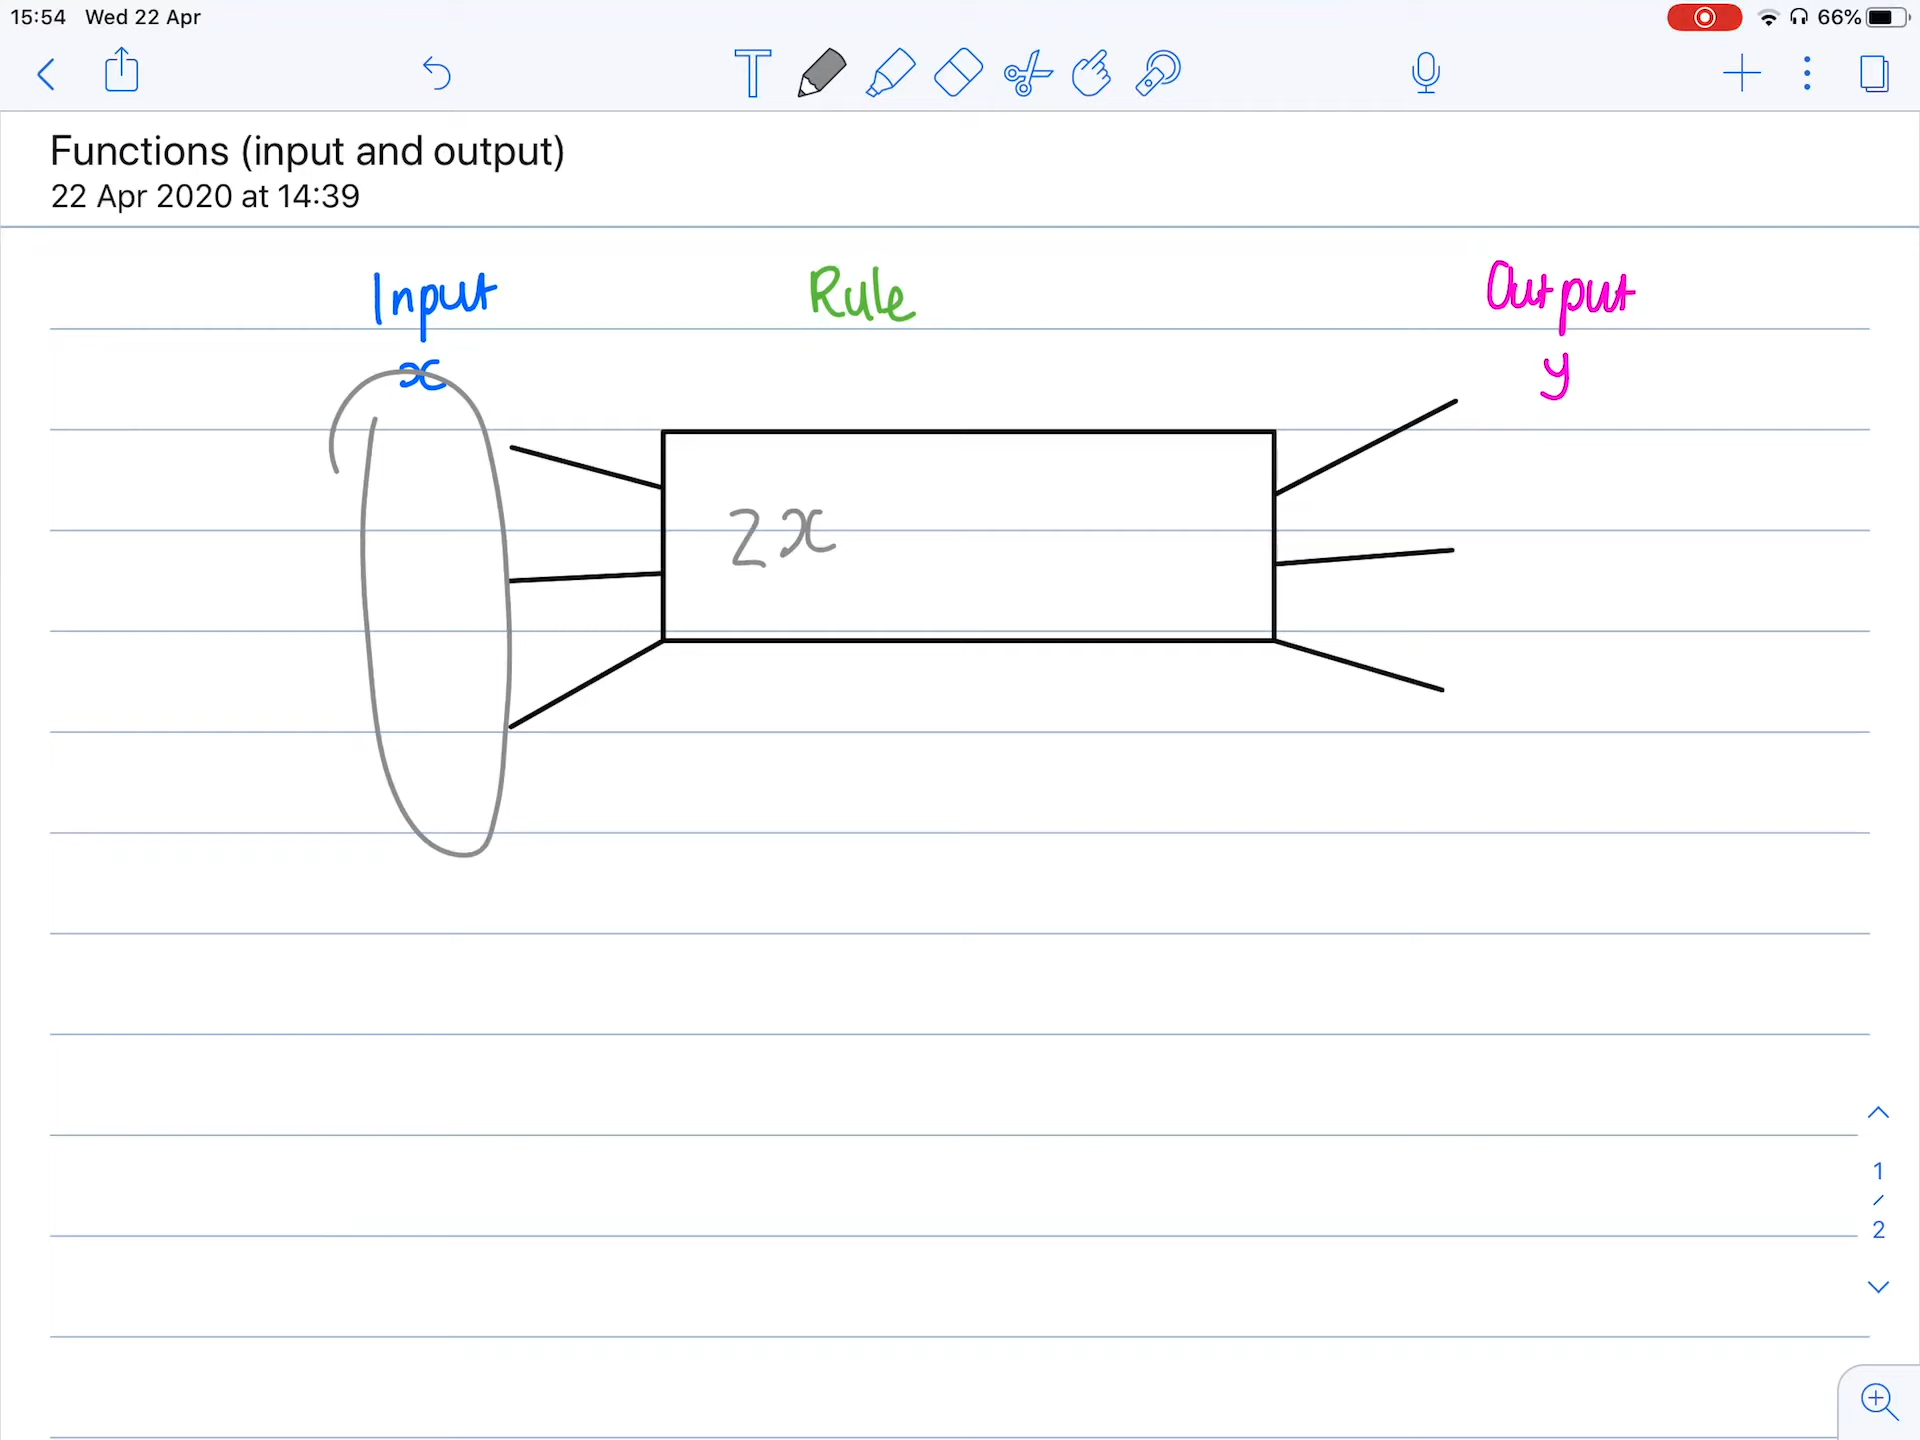 15:54 Wed 22 Apr 66%
T
Functions (input and output)
22 Apr 2020 at 14:39
Input Rule Output
x y
2x
1
/
2